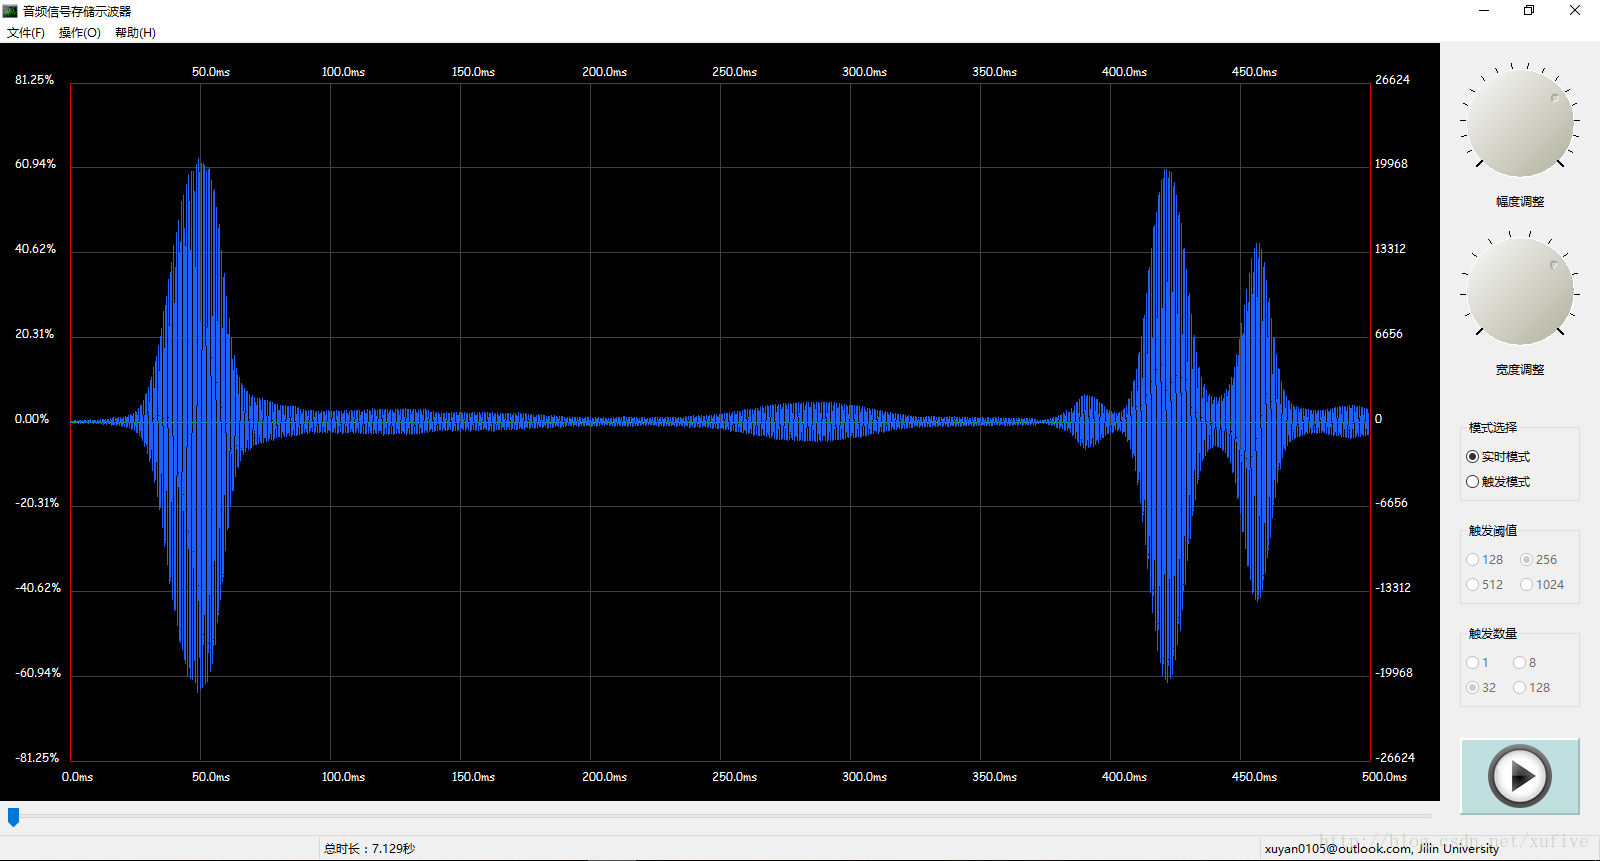 音频信号存储示波器
文件(F) 操作(O) 帮助(H)
50.0ms 100.0ms 150.0ms 200.0ms 250.0ms 300.0ms 350.0ms 400.0ms 450.0ms
81.25% 26624
60.94% 19968
40.62% 13312
20.31% 6656
0.00% 0
-20.31% -6656
-40.62% -13312
-60.94% -19968
-81.25% -26624
0.0ms 50.0ms 100.0ms 150.0ms 200.0ms 250.0ms 300.0ms 350.0ms 400.0ms 450.0ms 500.0ms
幅度调整
宽度调整
模式选择
实时模式
触发模式
触发阈值
128 256
512 1024
触发数量
1 8
32 128
总时长：7.129秒
xuyan0105@outlook.com, Jilin University
http://blog.csdn.net/xufive